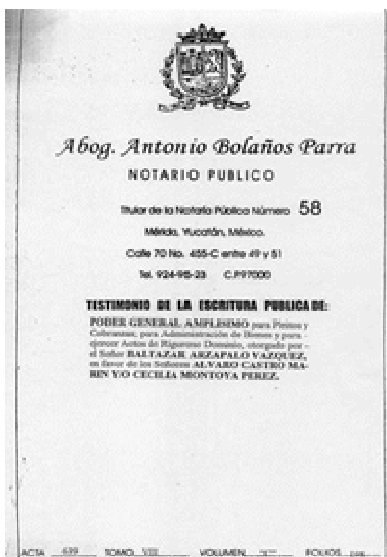 Abog. Antonio Bolaños Parra
NOTARIO PUBLICO
Titular de la Notaría Pública Número 58
Mérida, Yucatán, México.
Calle 70 No. 455-C entre 49 y 51
Tel. 924-95-23 C.P.97000
TESTIMONIO DE LA ESCRITURA PUBLICA DE:
PODER GENERAL AMPLISIMO para Pleitos y
Cobranzas; para Administración de Bienes y para -
ejercer Actos de Riguroso Dominio, otorgado por -
el Señor BALTAZAR ARZAPALO VAZQUEZ,
en favor de los Señores ALVARO CASTRO MA-
RIN Y/O CECILIA MONTOYA PEREZ.
ACTA 639 TOMO VIII VOLUMEN FOLIOS